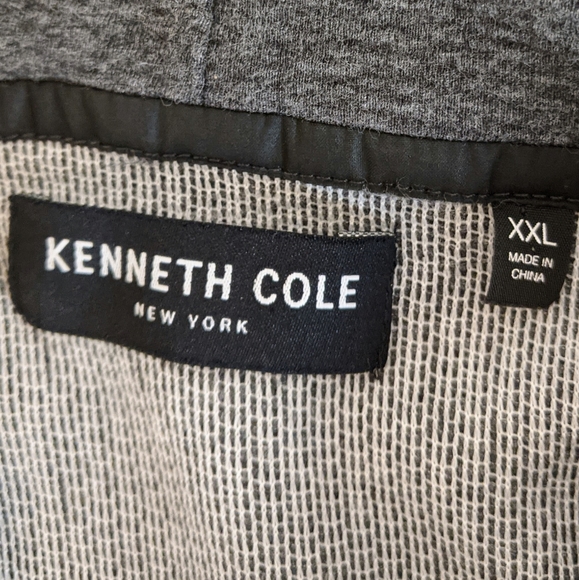 KENNETH COLE
NEW YORK
XXL
MADE IN
CHINA